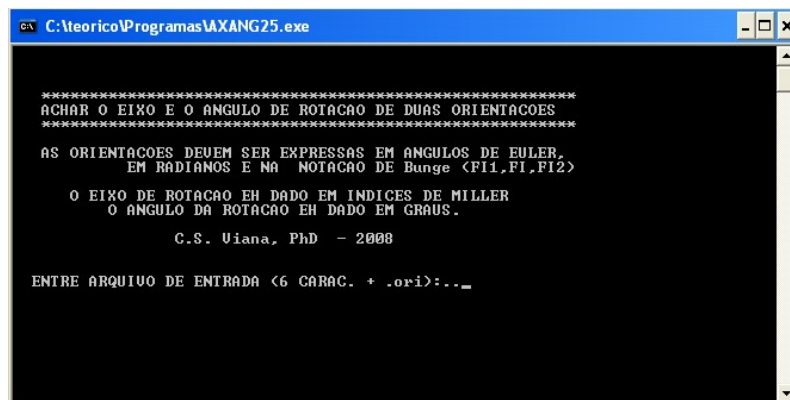 C:\teorico\Programas\AXANG25.exe
********************************************************
ACHAR O EIXO E O ANGULO DE ROTACAO DE DUAS ORIENTACOES
********************************************************
AS ORIENTACOES DEVEM SER EXPRESSAS EM ANGULOS DE EULER,
EM RADIANOS E NA NOTACAO DE Bunge (FI1,FI,FI2)
O EIXO DE ROTACAO EH DADO EM INDICES DE MILLER
O ANGULO DA ROTACAO EH DADO EM GRAUS.
C.S. Viana, PhD - 2008
ENTRE ARQUIVO DE ENTRADA (6 CARAC. + .ori):.._